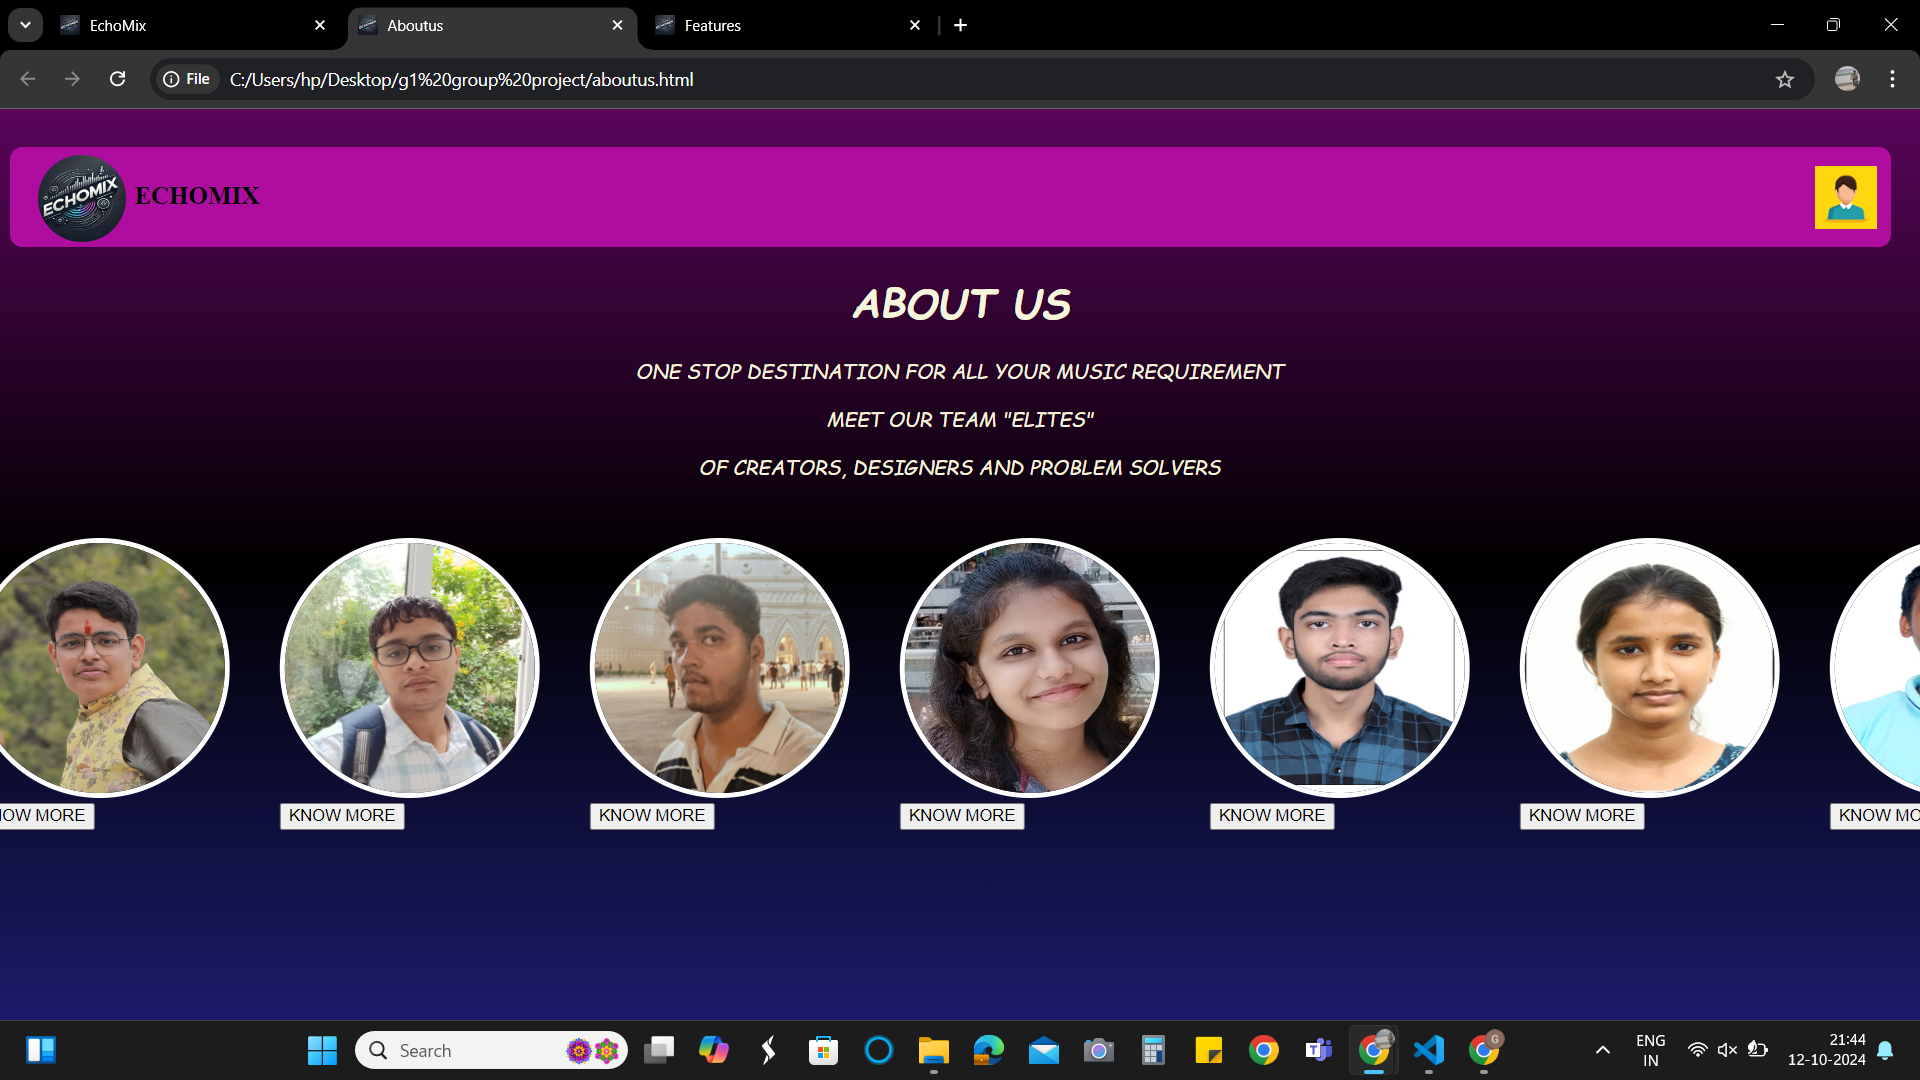 EchoMix
Aboutus
Features
File
C:/Users/hp/Desktop/g1%20group%20project/aboutus.html
ECHOMIX
ECHOMIX
ABOUT US
ONE STOP DESTINATION FOR ALL YOUR MUSIC REQUIREMENT
MEET OUR TEAM "ELITES"
OF CREATORS, DESIGNERS AND PROBLEM SOLVERS
NOW MORE
KNOW MORE
KNOW MORE
KNOW MORE
KNOW MORE
KNOW MORE
KNOW MO
Search
G
ENG
IN
21:44
12-10-2024